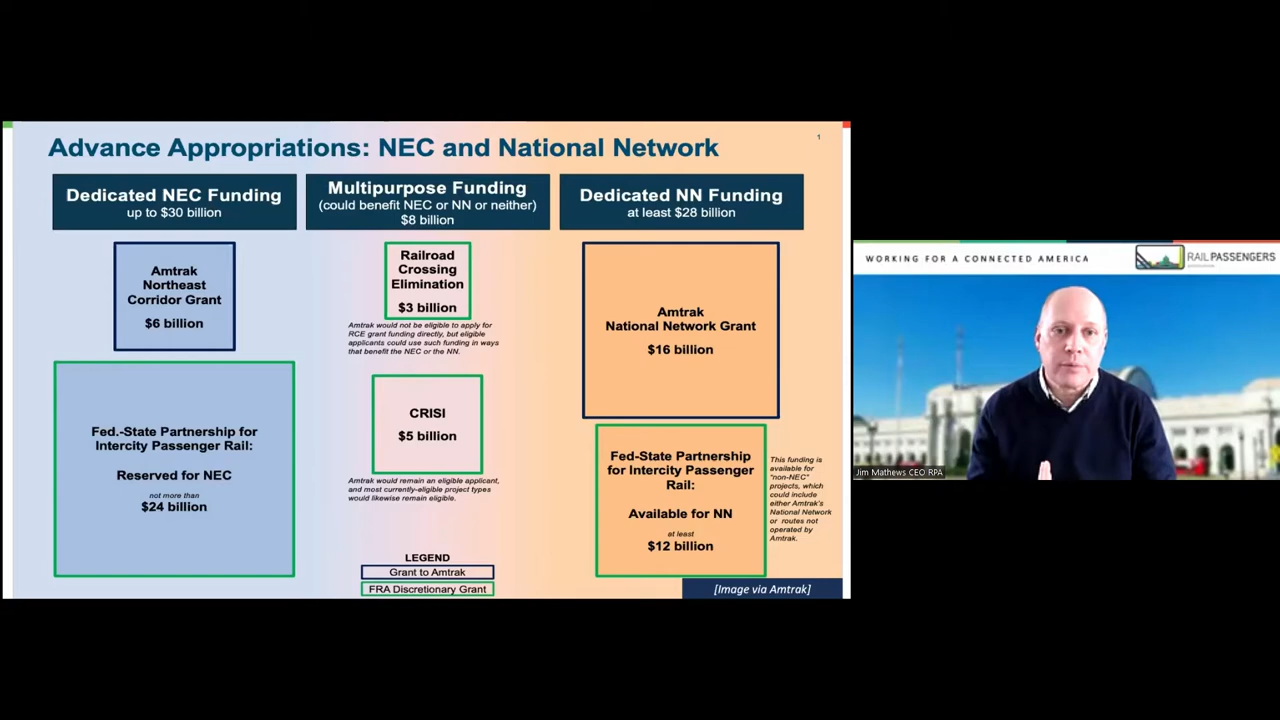 Advance Appropriations: NEC and National Network
1
Dedicated NEC Funding
up to $30 billion
Multipurpose Funding
(could benefit NEC or NN or neither)
$8 billion
Dedicated NN Funding
at least $28 billion
Amtrak
Northeast
Corridor Grant
$6 billion
Fed.-State Partnership for
Intercity Passenger Rail:
Reserved for NEC
not more than
$24 billion
Railroad
Crossing
Elimination
$3 billion
Amtrak would not be eligible to apply for
RCE grant funding directly, but eligible
applicants could use such funding in ways
that benefit the NEC or the NN.
CRISI
$5 billion
Amtrak would remain an eligible applicant,
and most currently-eligible project types
would likewise remain eligible.
LEGEND
Grant to Amtrak
FRA Discretionary Grant
Amtrak
National Network Grant
$16 billion
Fed-State Partnership
for Intercity Passenger
Rail:
Available for NN
at least
$12 billion
This funding is
available for
"non-NEC"
projects, which
could include
either Amtrak's
National Network
or routes not
operated by
Amtrak.
[Image via Amtrak]
WORKING FOR A CONNECTED AMERICA
RAILPASSENGERS
Jim Mathews CEO RPA